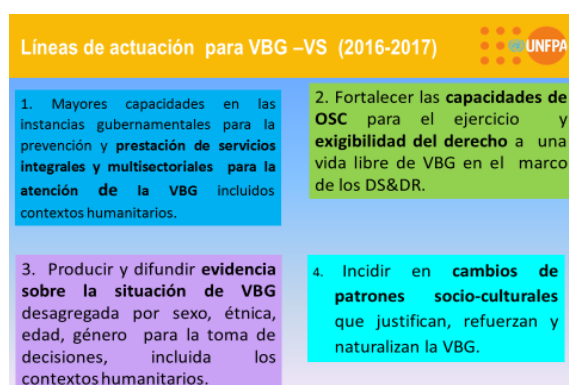 Líneas de actuación para VBG –VS (2016-2017)
UNFPA
1. Mayores capacidades en las
instancias gubernamentales para la
prevención y prestación de servicios
integrales y multisectoriales para la
atención de la VBG incluidos
contextos humanitarios.
2. Fortalecer las capacidades de
OSC para el ejercicio y
exigibilidad del derecho a una
vida libre de VBG en el marco
de los DS&DR.
3. Producir y difundir evidencia
sobre la situación de VBG
desagregada por sexo, étnica,
edad, género para la toma de
decisiones, incluida los
contextos humanitarios.
4. Incidir en cambios de
patrones socio-culturales
que justifican, refuerzan y
naturalizan la VBG.